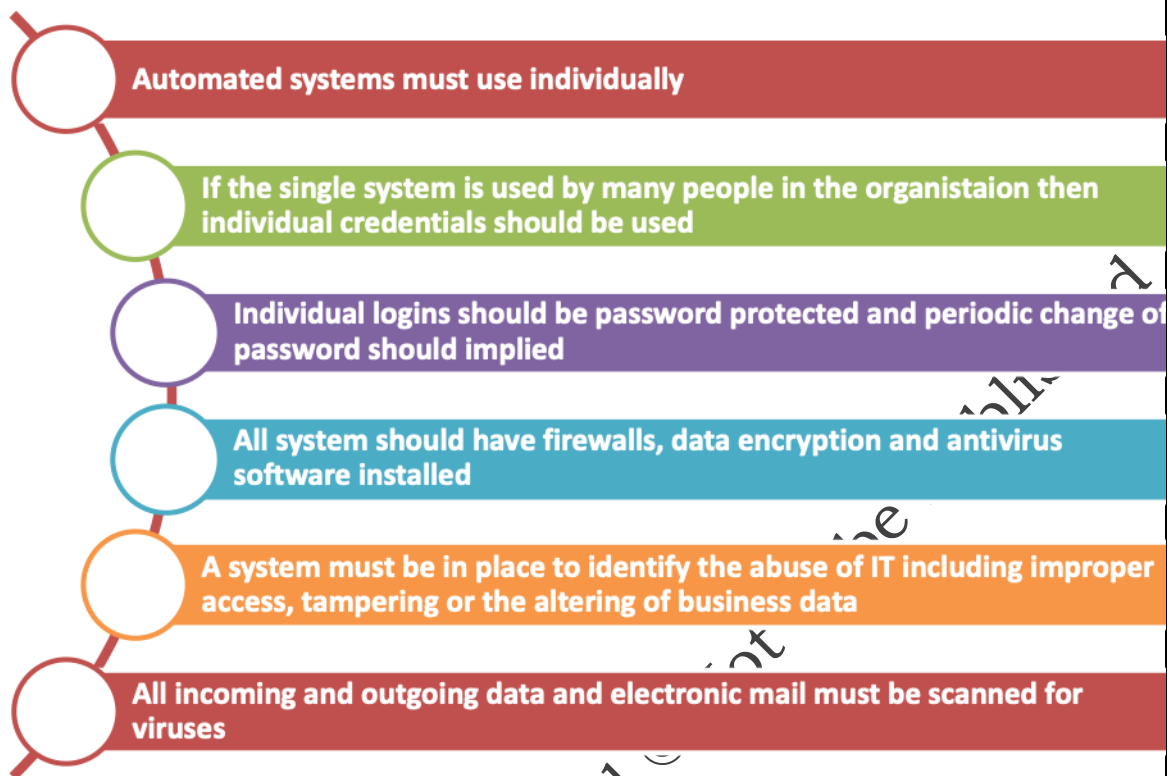 Automated systems must use individually
If the single system is used by many people in the organistaion then
individual credentials should be used
Individual logins should be password protected and periodic change of
password should implied
All system should have firewalls, data encryption and antivirus
software installed
A system must be in place to identify the abuse of IT including improper
access, tampering or the altering of business data
All incoming and outgoing data and electronic mail must be scanned for
viruses
be